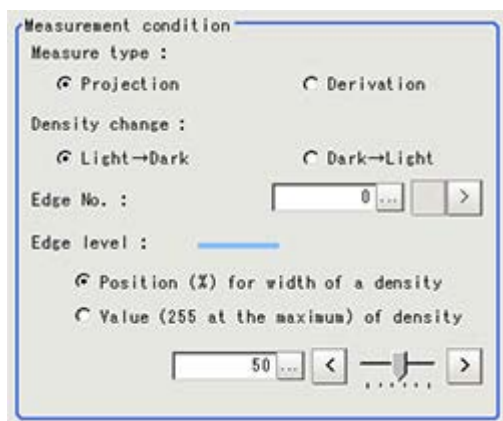 Measurement condition
Measure type :
Projection Derivation
Density change :
Light→Dark Dark→Light
Edge No. : 0 ... >
Edge level :
Position (%) for width of a density
Value (255 at the maximum) of density
50 ... < >